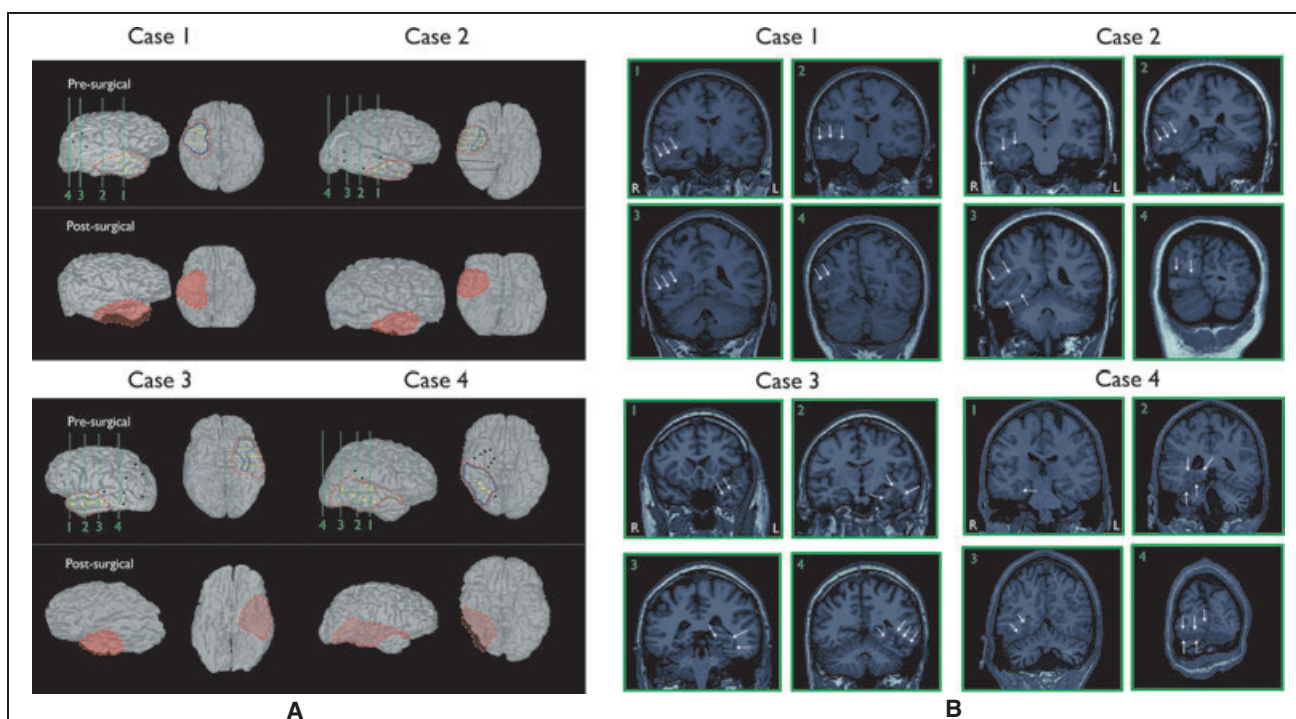 Case 1 Case 2
Pre-surgical
4 3 2 1 4 3 2 1
Post-surgical
Case 3 Case 4
Pre-surgical
1 2 3 4 4 3 2 1
Post-surgical
A
Case 1 Case 2
1 2 1 2
R L R L
3 4 3 4
Case 3 Case 4
1 2 1 2
R L R L
3 4 3 4
B